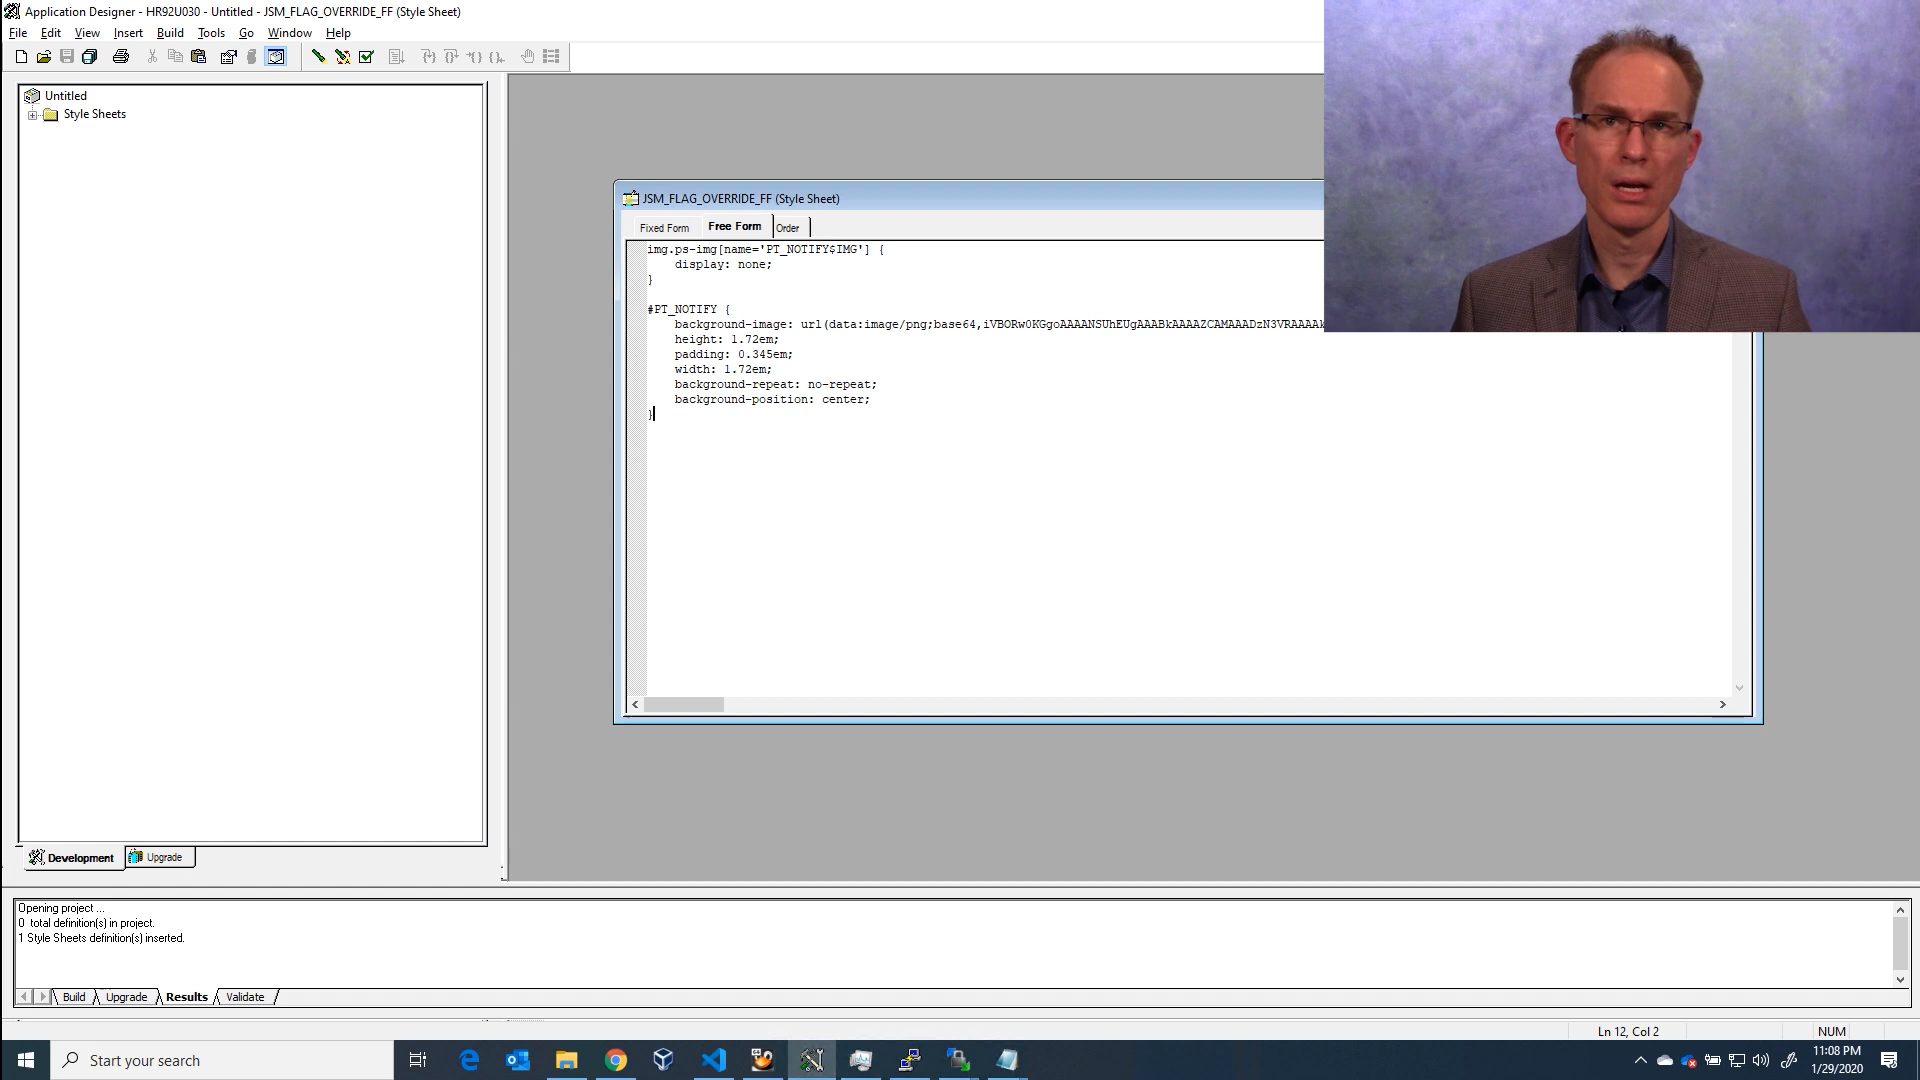 Application Designer - HR92U030 - Untitled - JSM_FLAG_OVERRIDE_FF (Style Sheet)
File Edit View Insert Build Tools Go Window Help
Untitled
Style Sheets
JSM_FLAG_OVERRIDE_FF (Style Sheet)
Fixed Form Free Form Order
img.ps-img[name='PT_NOTIFY$IMG'] {
display: none;
}
#PT_NOTIFY {
background-image: url(data:image/png;base64,iVBORw0KGgoAAAANSUhEUgAAABkAAAAZCAMAAADzN3VRAAAAk
height: 1.72em;
padding: 0.345em;
width: 1.72em;
background-repeat: no-repeat;
background-position: center;
}
Development Upgrade
Opening project ...
0 total definition(s) in project.
1 Style Sheets definition(s) inserted.
Build Upgrade Results Validate
Ln 12, Col 2 NUM
Start your search
11:08 PM
1/29/2020